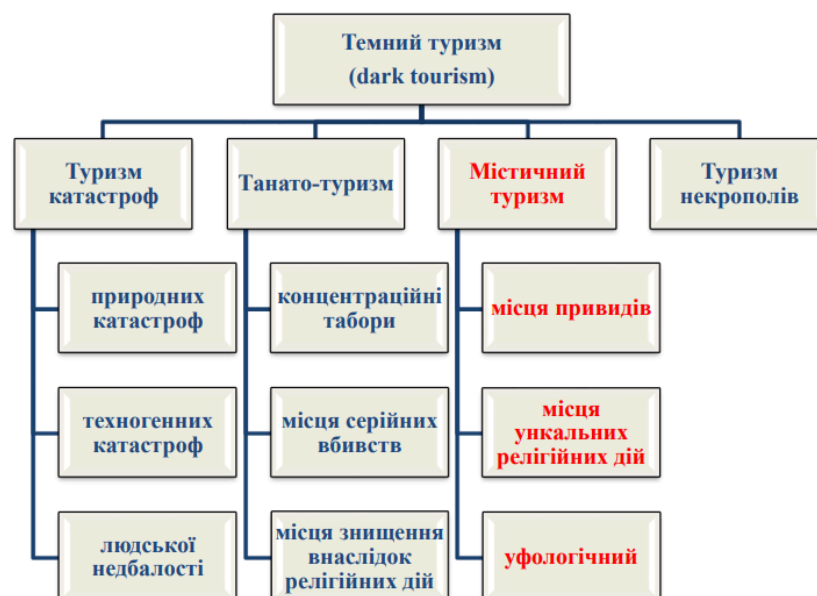 Темний туризм
(dark tourism)
Туризм
катастроф
Танато-туризм
Містичний
туризм
Туризм
некрополів
природних
катастроф
концентраційні
табори
місця привидів
техногенних
катастроф
місця серійних
вбивств
місця
ункальних
релігійних дій
людської
недбалості
місця знищення
внаслідок
релігійних дій
уфологічний